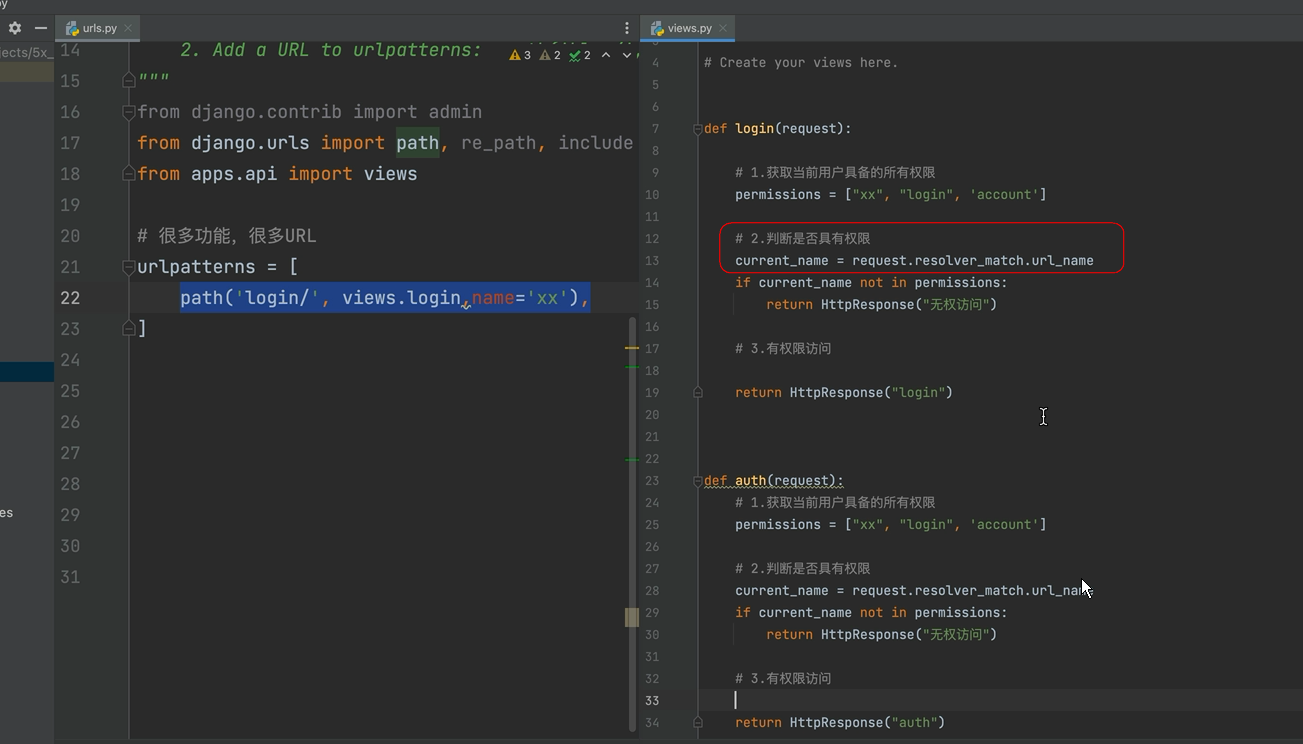 py
urls.py
views.py
jects/5x_
es
14 2. Add a URL to urlpatterns:
3 2 2
15 """
16 from django.contrib import admin
17 from django.urls import path, re_path, include
18 from apps.api import views
19
20 # 很多功能，很多URL
21 urlpatterns = [
22 path('login/', views.login,name='xx'),
23 ]
24
25
26
27
28
29
30
31
4 # Create your views here.
5
6
7 def login(request):
8
9 # 1.获取当前用户具备的所有权限
10 permissions = ["xx", "login", 'account']
11
12 # 2.判断是否具有权限
13 current_name = request.resolver_match.url_name
14 if current_name not in permissions:
15 return HttpResponse("无权访问")
16
17 # 3.有权限访问
18
19 return HttpResponse("login")
20
21
22
23 def auth(request):
24 # 1.获取当前用户具备的所有权限
25 permissions = ["xx", "login", 'account']
26
27 # 2.判断是否具有权限
28 current_name = request.resolver_match.url_name
29 if current_name not in permissions:
30 return HttpResponse("无权访问")
31
32 # 3.有权限访问
33
34 return HttpResponse("auth")